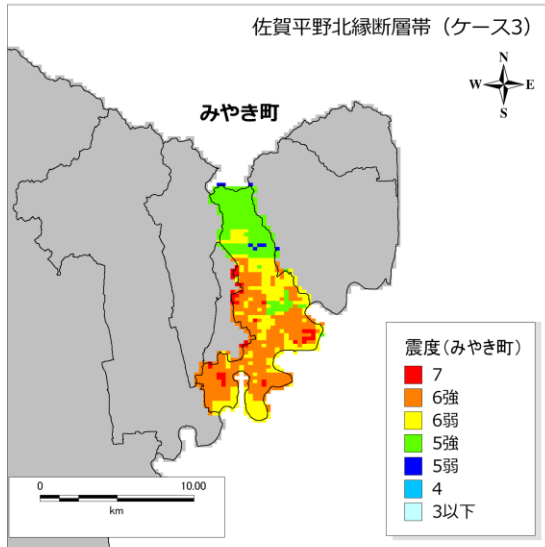 佐賀平野北縁断層帯(ケース3)
N
W E
S
みやき町
震度(みやき町)
7
6強
6弱
5強
5弱
4
3以下
0 10.00
km